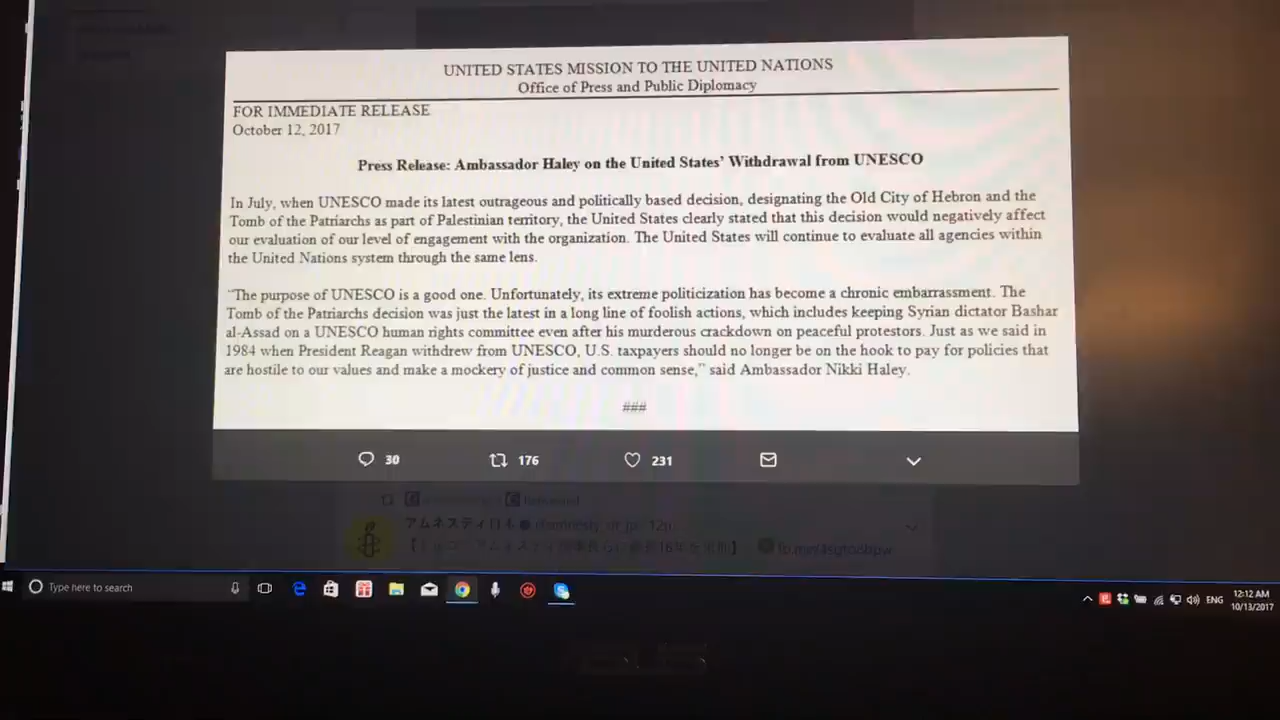 UNITED STATES MISSION TO THE UNITED NATIONS
Office of Press and Public Diplomacy
FOR IMMEDIATE RELEASE
October 12, 2017
Press Release: Ambassador Haley on the United States' Withdrawal from UNESCO
In July, when UNESCO made its latest outrageous and politically based decision, designating the Old City of Hebron and the
Tomb of the Patriarchs as part of Palestinian territory, the United States clearly stated that this decision would negatively affect
our evaluation of our level of engagement with the organization. The United States will continue to evaluate all agencies within
the United Nations system through the same lens.
"The purpose of UNESCO is a good one. Unfortunately, its extreme politicization has become a chronic embarrassment. The
Tomb of the Patriarchs decision was just the latest in a long line of foolish actions, which includes keeping Syrian dictator Bashar
al-Assad on a UNESCO human rights committee even after his murderous crackdown on peaceful protestors. Just as we said in
1984 when President Reagan withdrew from UNESCO, U.S. taxpayers should no longer be on the hook to pay for policies that
are hostile to our values and make a mockery of justice and common sense," said Ambassador Nikki Haley.
###
30 176 231
アムネスティ日本
Type here to search
ENG
12:12 AM
10/13/2017
ASUS